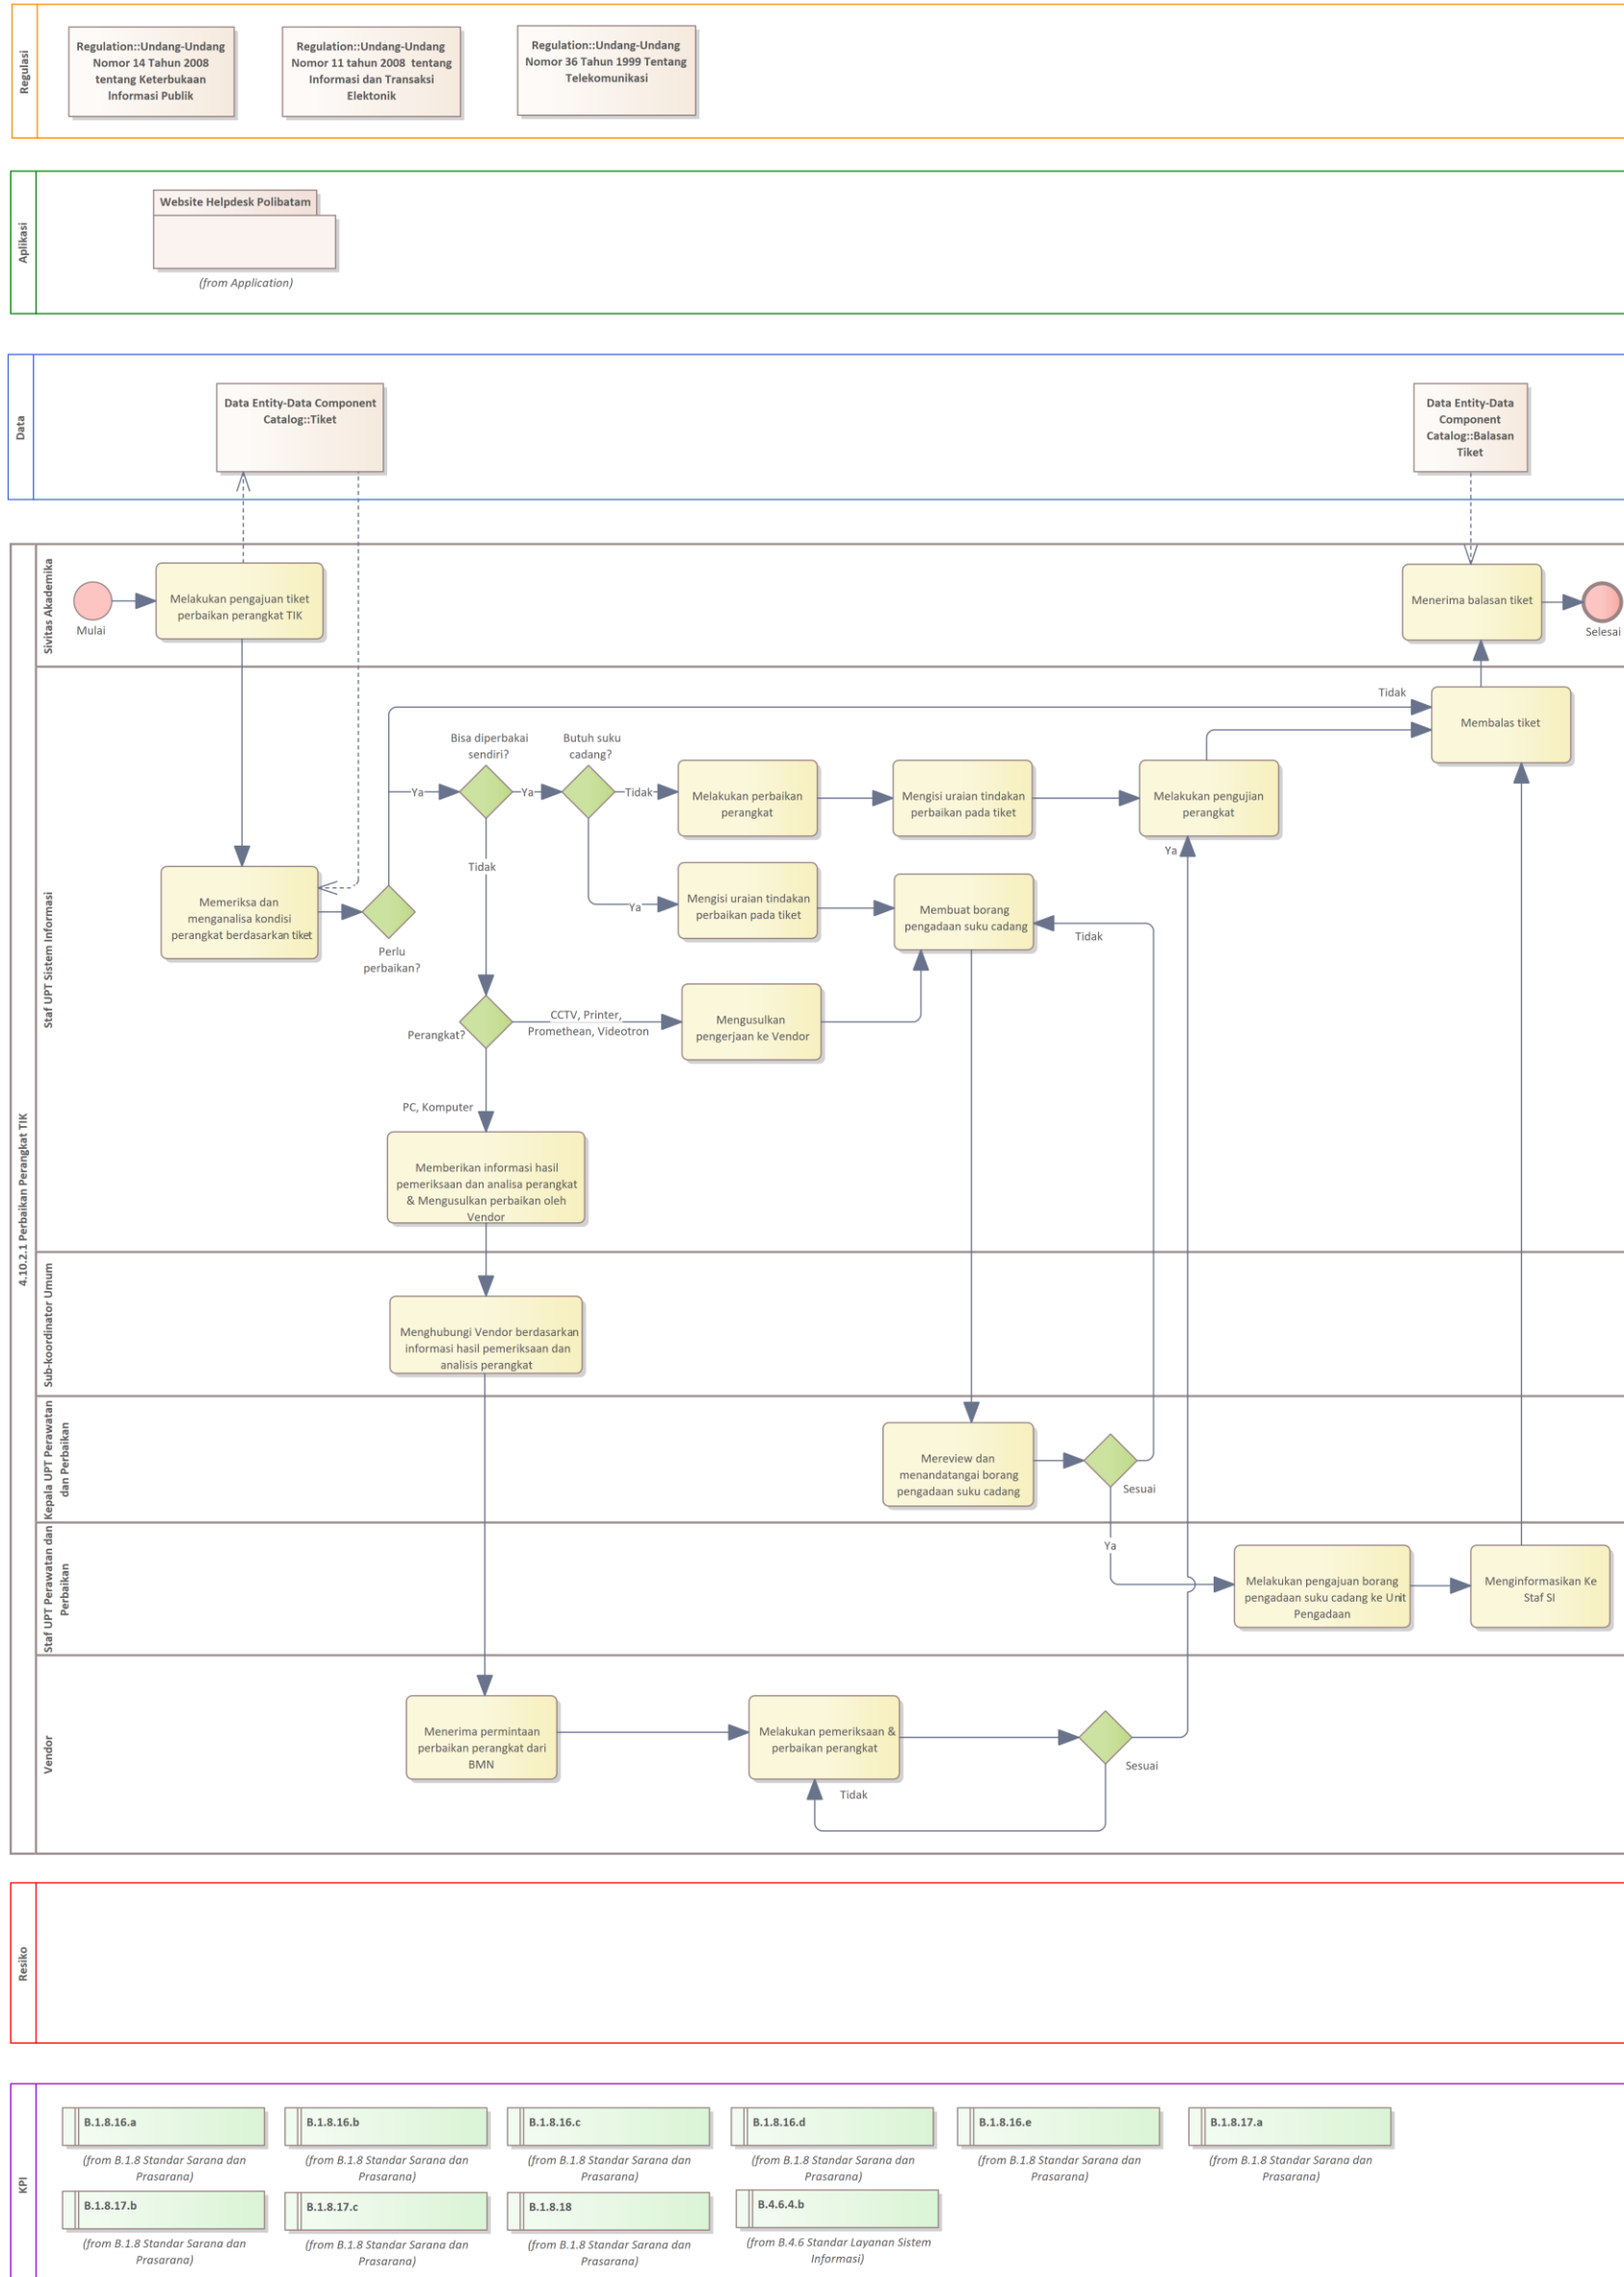 Regulasi
Regulation::Undang-Undang
Nomor 14 Tahun 2008
tentang Keterbukaan
Informasi Publik
Regulation::Undang-Undang
Nomor 11 tahun 2008 tentang
Informasi dan Transaksi
Elektonik
Regulation::Undang-Undang
Nomor 36 Tahun 1999 Tentang
Telekomunikasi
Aplikasi
Website Helpdesk Polibatam
(from Application)
Data
Data Entity-Data Component
Catalog::Tiket
Data Entity-Data
Component
Catalog::Balasan
Tiket
4.10.2.1 Perbaikan Perangkat TIK
Sivitas Akademika
Mulai
Melakukan pengajuan tiket
perbaikan perangkat TIK
Menerima balasan tiket
Selesai
Staf UPT Sistem Informasi
Tidak
Membalas tiket
Bisa diperbakai
sendiri?
Butuh suku
cadang?
Ya
Ya
Tidak
Melakukan perbaikan
perangkat
Mengisi uraian tindakan
perbaikan pada tiket
Melakukan pengujian
perangkat
Ya
Tidak
Memeriksa dan
menganalisa kondisi
perangkat berdasarkan tiket
Perlu
perbaikan?
Ya
Mengisi uraian tindakan
perbaikan pada tiket
Membuat borang
pengadaan suku cadang
Tidak
Perangkat?
CCTV, Printer,
Promethean, Videotron
Mengusulkan
pengerjaan ke Vendor
PC, Komputer
Memberikan informasi hasil
pemeriksaan dan analisa perangkat
& Mengusulkan perbaikan oleh
Vendor
Sub-koordinator Umum
Menghubungi Vendor berdasarkan
informasi hasil pemeriksaan dan
analisis perangkat
Kepala UPT Perawatan
dan Perbaikan
Mereview dan
menandatangai borang
pengadaan suku cadang
Sesuai
Staf UPT Perawatan dan
Perbaikan
Ya
Melakukan pengajuan borang
pengadaan suku cadang ke Unit
Pengadaan
Menginformasikan Ke
Staf SI
Vendor
Menerima permintaan
perbaikan perangkat dari
BMN
Melakukan pemeriksaan &
perbaikan perangkat
Sesuai
Tidak
Resiko
KPI
B.1.8.16.a
(from B.1.8 Standar Sarana dan
Prasarana)
B.1.8.16.b
(from B.1.8 Standar Sarana dan
Prasarana)
B.1.8.16.c
(from B.1.8 Standar Sarana dan
Prasarana)
B.1.8.16.d
(from B.1.8 Standar Sarana dan
Prasarana)
B.1.8.16.e
(from B.1.8 Standar Sarana dan
Prasarana)
B.1.8.17.a
(from B.1.8 Standar Sarana dan
Prasarana)
B.1.8.17.b
(from B.1.8 Standar Sarana dan
Prasarana)
B.1.8.17.c
(from B.1.8 Standar Sarana dan
Prasarana)
B.1.8.18
(from B.1.8 Standar Sarana dan
Prasarana)
B.4.6.4.b
(from B.4.6 Standar Layanan Sistem
Informasi)